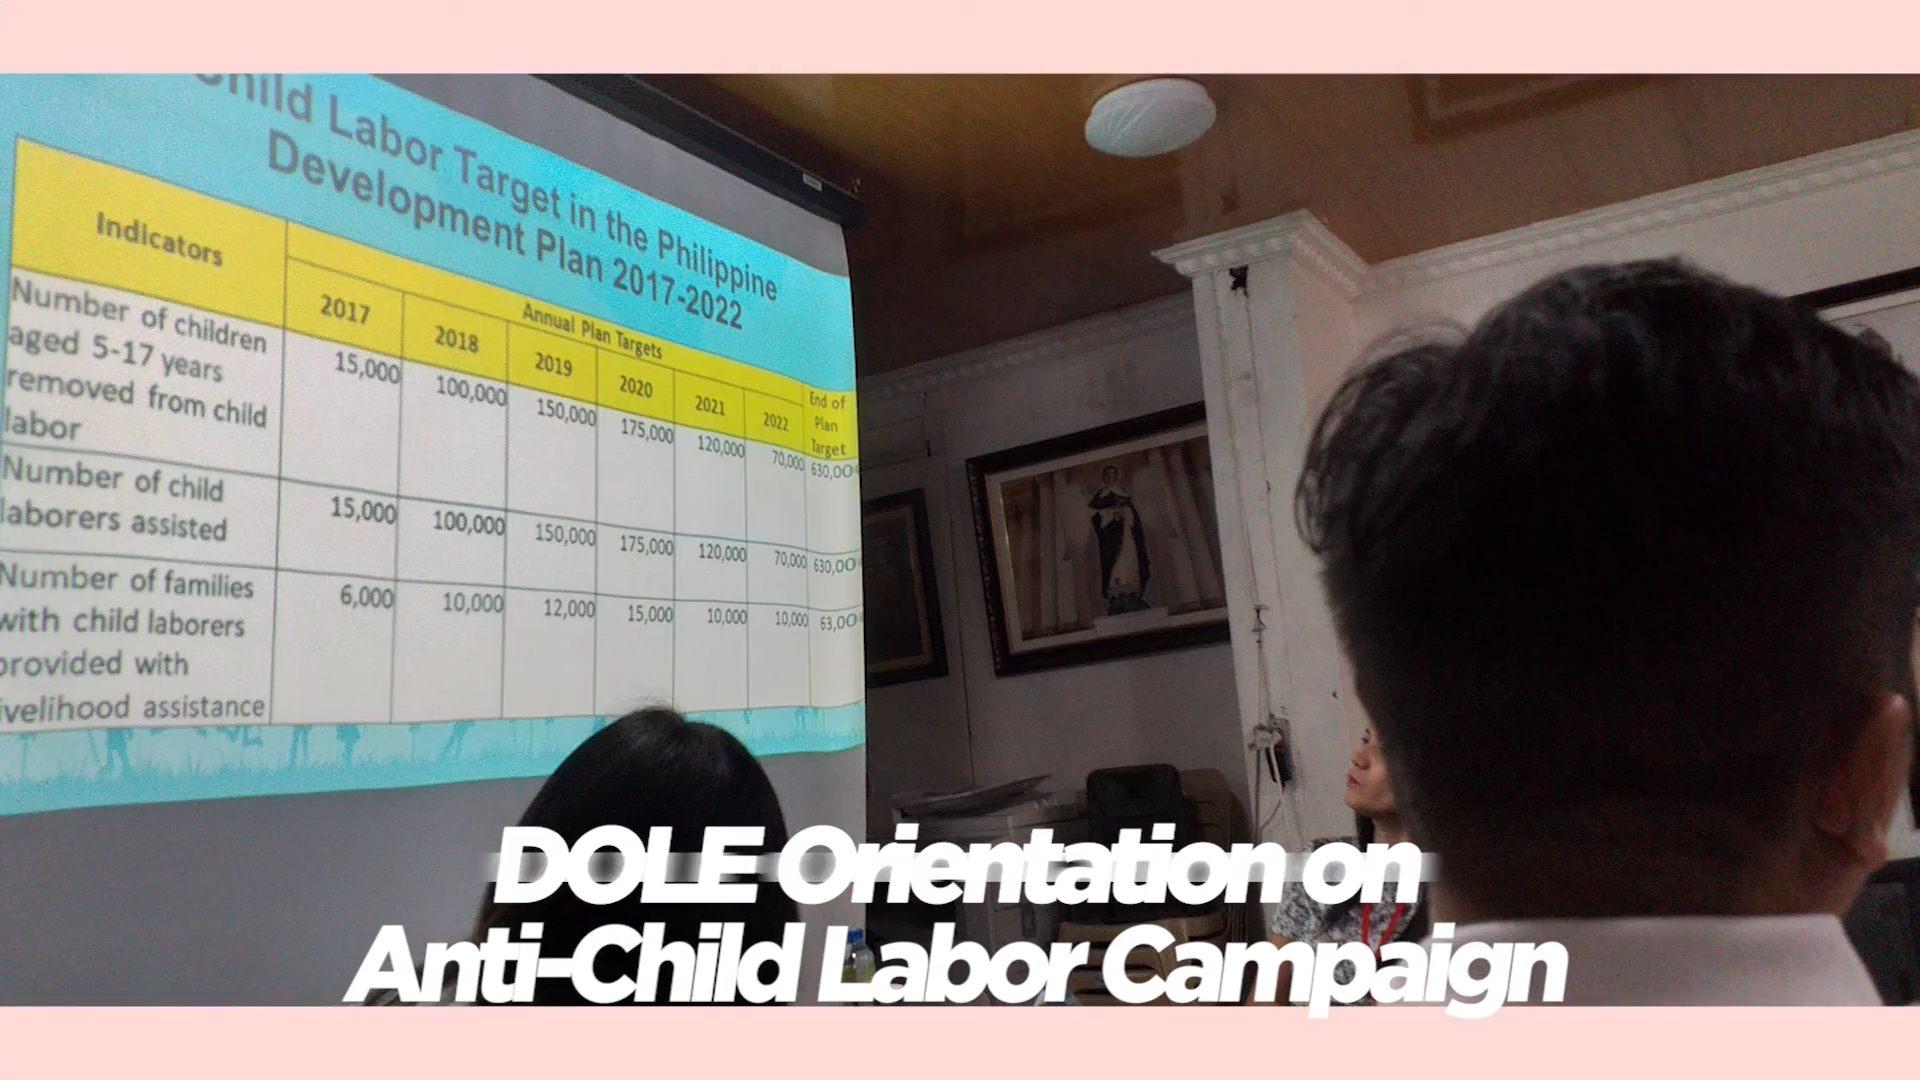 Child Labor Target in the Philippine
Development Plan 2017-2022
Indicators
Annual Plan Targets
2017
2018
2019
2020
2021
2022
End of
Plan
Target
Number of children
aged 5-17 years
removed from child
labor
15,000
100,000
150,000
175,000
120,000
70,000
630,00
Number of child
laborers assisted
15,000
100,000
150,000
175,000
120,000
70,000
630,00
Number of families
with child laborers
provided with
ivelihood assistance
6,000
10,000
12,000
15,000
10,000
10,000
63,00
DOLE Orientation on
Anti-Child Labor Campaign